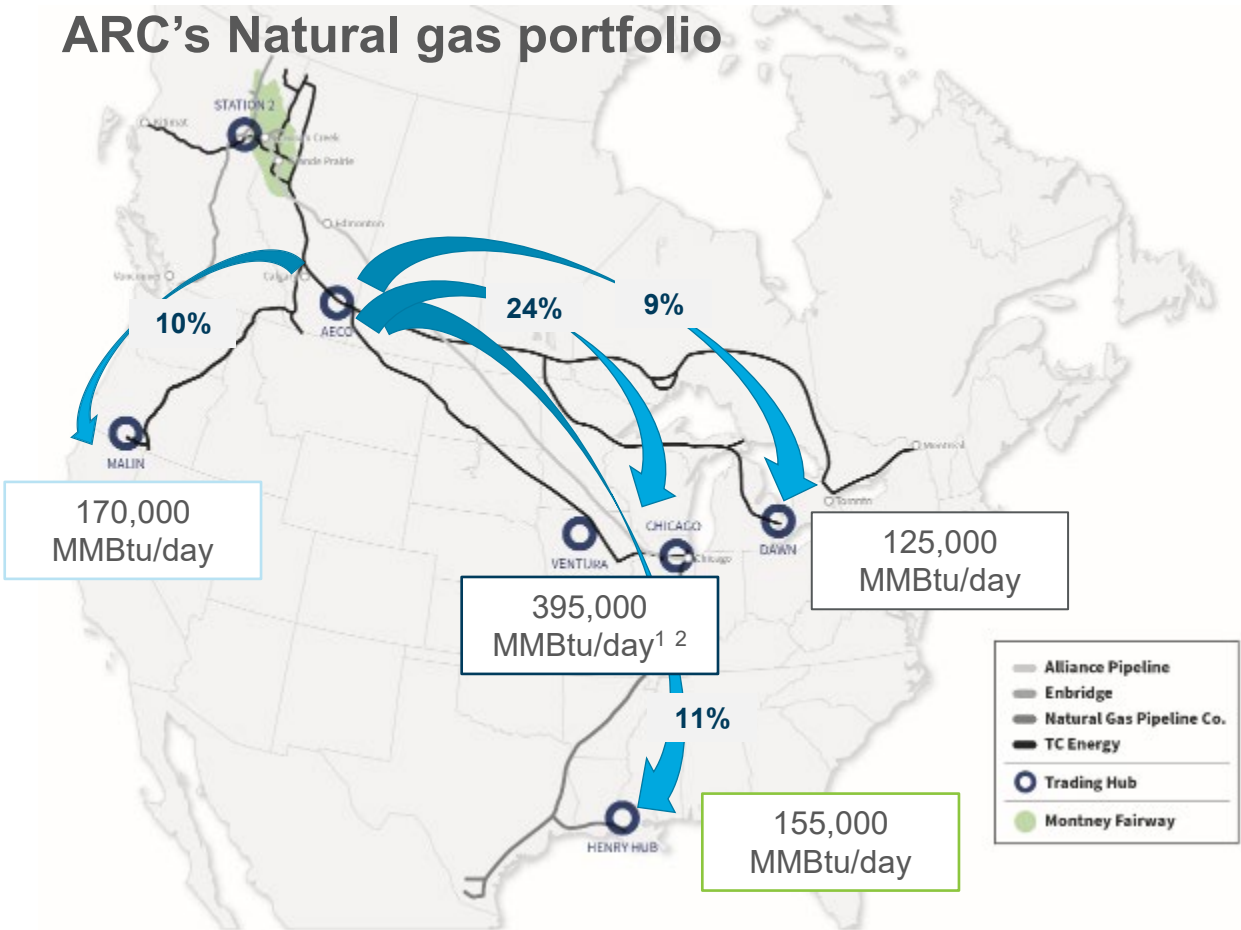 ARC's Natural gas portfolio
STATION 2
Kitimat
Creek
Grande Prairie
Edmonton
Vancouver
Calgary
AECO
10%
24%
9%
MALIN
Montreal
Toronto
170,000
MMBtu/day
CHICAGO
Chicago
VENTURA
DAWN
125,000
MMBtu/day
395,000
MMBtu/day¹ ²
11%
HENRY HUB
155,000
MMBtu/day
Alliance Pipeline
Enbridge
Natural Gas Pipeline Co.
TC Energy
Trading Hub
Montney Fairway